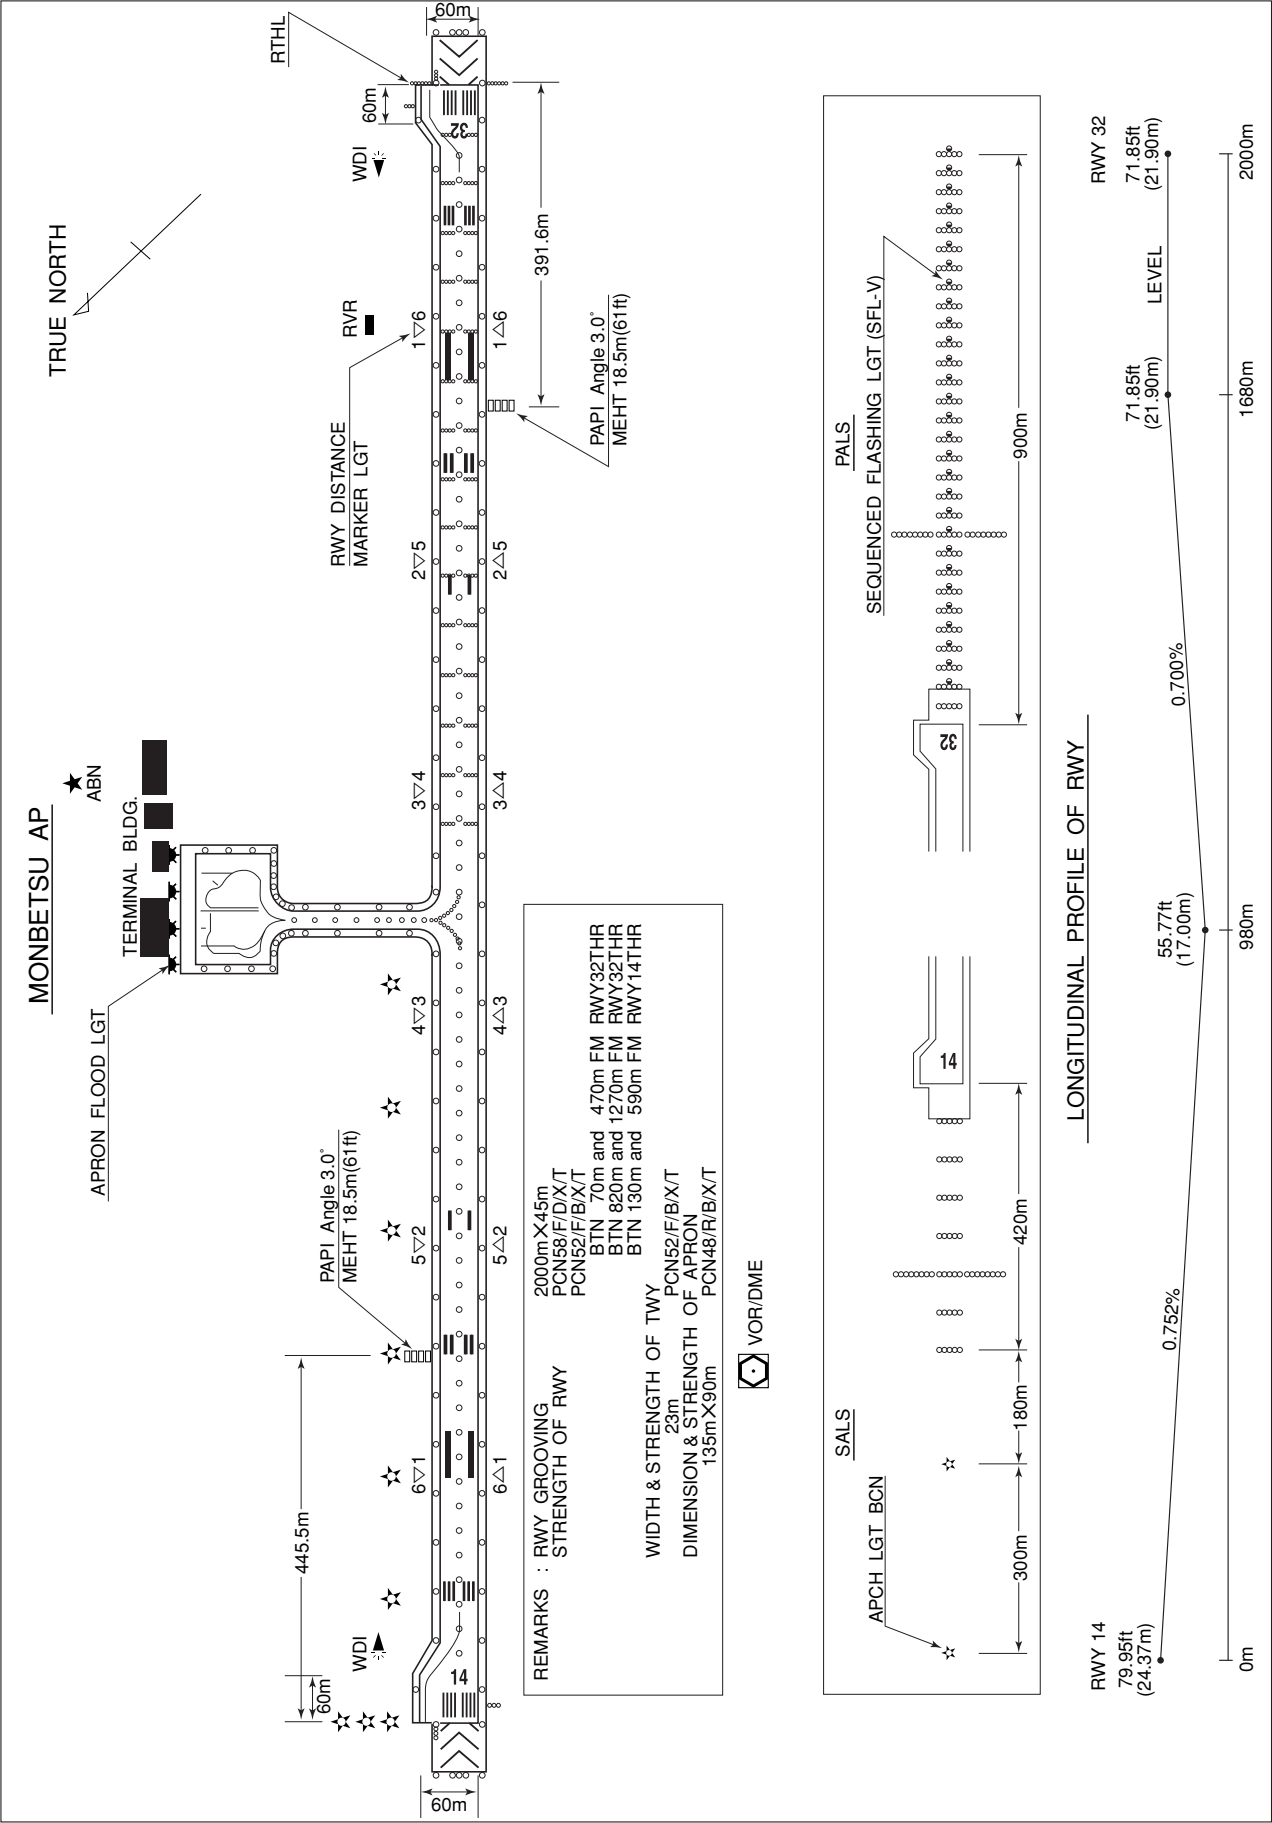 MONBETSU AP
TRUE NORTH
ABN
TERMINAL BLDG.
APRON FLOOD LGT
RTHL
60m
60m
WDI
RVR
RWY DISTANCE
MARKER LGT
PAPI Angle 3.0°
MEHT 18.5m(61ft)
445.5m
WDI
60m
60m
14
32
6▽1
5▽2
4▽3
3▽4
2▽5
1▽6
6△1
5△2
4△3
3△4
2△5
1△6
391.6m
PAPI Angle 3.0°
MEHT 18.5m(61ft)
REMARKS : RWY GROOVING 2000m×45m
STRENGTH OF RWY PCN58/F/D/X/T
PCN52/F/B/X/T
BTN 70m and 470m FM RWY32THR
BTN 820m and 1270m FM RWY32THR
BTN 130m and 590m FM RWY14THR
WIDTH & STRENGTH OF TWY
23m PCN52/F/B/X/T
DIMENSION & STRENGTH OF APRON
135m×90m PCN48/R/B/X/T
VOR/DME
SALS
APCH LGT BCN
300m
180m
420m
14
PALS
SEQUENCED FLASHING LGT (SFL-V)
32
900m
LONGITUDINAL PROFILE OF RWY
RWY 14
79.95ft
(24.37m)
0.752%
55.77ft
(17.00m)
0.700%
71.85ft
(21.90m)
LEVEL
RWY 32
71.85ft
(21.90m)
0m
980m
1680m
2000m